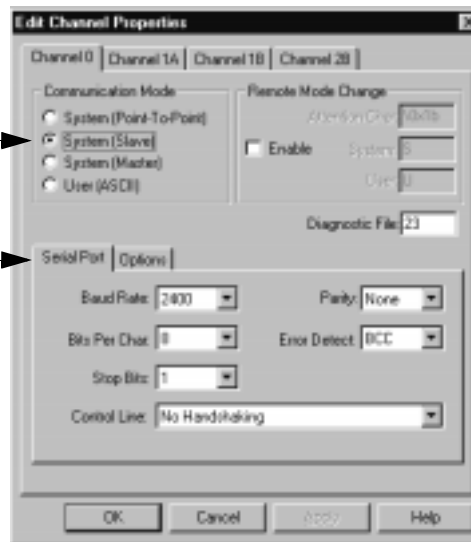 Edit Channel Properties
Channel 0 Channel 1A Channel 1B Channel 2B
Communication Mode
System (Point-To-Point)
System (Slave)
System (Master)
User (ASCII)
Remote Mode Change
Attention Char: \0x1b
Enable
System: S
User: U
Diagnostic File: 23
Serial Port Options
Baud Rate: 2400
Parity: None
Bits Per Char: 8
Error Detect: BCC
Stop Bits: 1
Control Line: No Handshaking
OK Cancel Apply Help